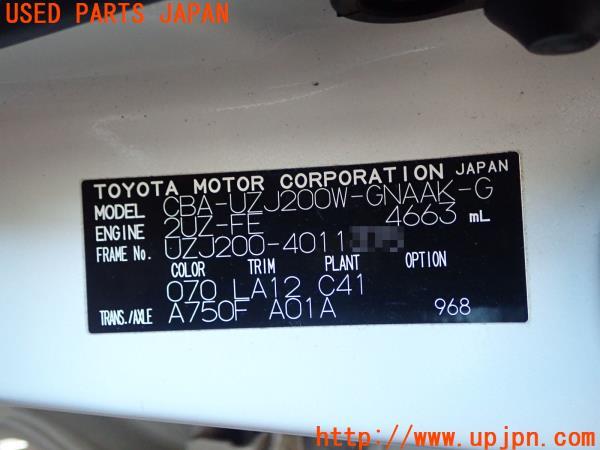 USED PARTS JAPAN
TOYOTA MOTOR CORPORATION JAPAN
MODEL CBA-UZJ200W-GNAAK-G
ENGINE 2UZ-FE 4663 mL
FRAME No. UZJ200-4011
COLOR TRIM PLANT OPTION
070 LA12 C41
TRANS./AXLE A750F A01A 968
www.upjpn.com